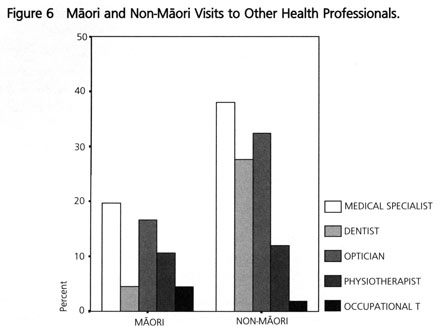 Figure 6 Māori and Non-Māori Visits to Other Health Professionals.
50
40
30
20
10
0
Percent
MĀORI
NON-MĀORI
MEDICAL SPECIALIST
DENTIST
OPTICIAN
PHYSIOTHERAPIST
OCCUPATIONAL T